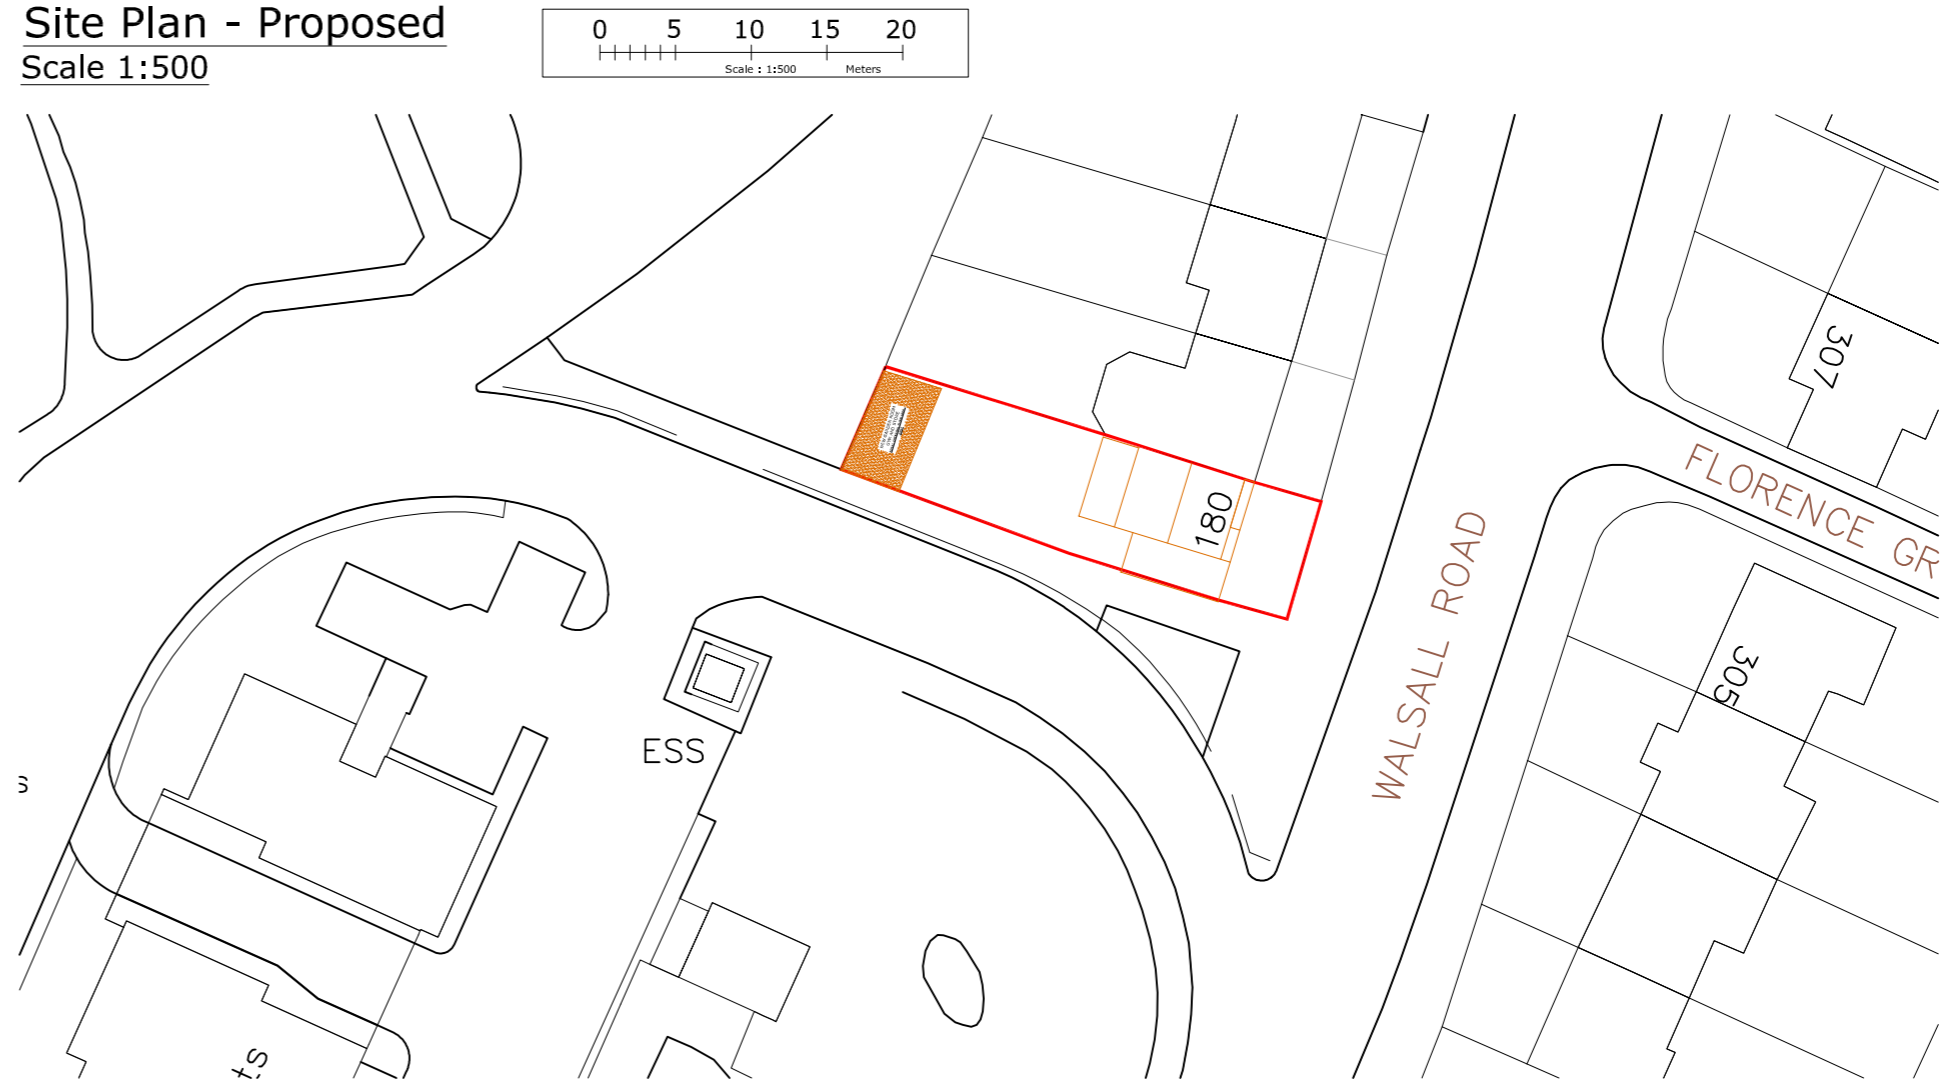 Site Plan - Proposed
Scale 1:500
0 5 10 15 20
Scale : 1:500 Meters
307
FLORENCE GR
180
WALSALL ROAD
305
ESS
s
ts